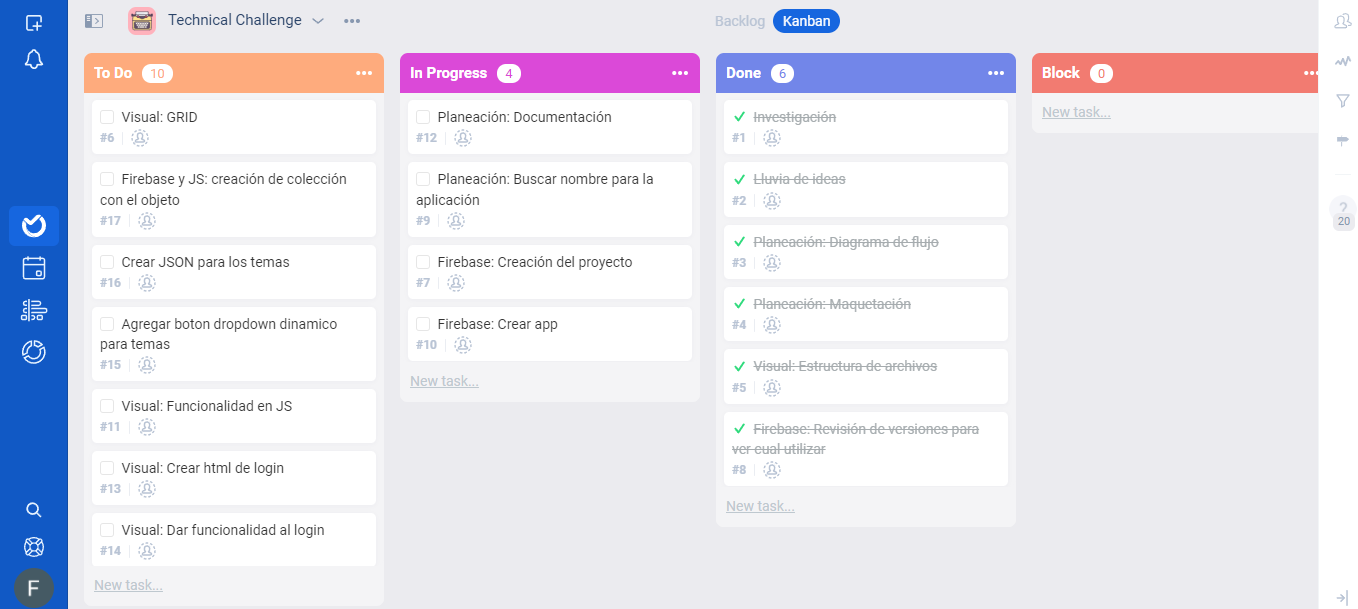 Technical Challenge
Backlog Kanban
To Do 10
Visual: GRID
#6
Firebase y JS: creación de colección
con el objeto
#17
Crear JSON para los temas
#16
Agregar boton dropdown dinamico
para temas
#15
Visual: Funcionalidad en JS
#11
Visual: Crear html de login
#13
Visual: Dar funcionalidad al login
#14
New task...
In Progress 4
Planeación: Documentación
#12
Planeación: Buscar nombre para la
aplicación
#9
Firebase: Creación del proyecto
#7
Firebase: Crear app
#10
New task...
Done 6
Investigación
#1
Lluvia de ideas
#2
Planeación: Diagrama de flujo
#3
Planeación: Maquetación
#4
Visual: Estructura de archivos
#5
Firebase: Revisión de versiones para
ver cual utilizar
#8
New task...
Block 0
New task...
?
20
F